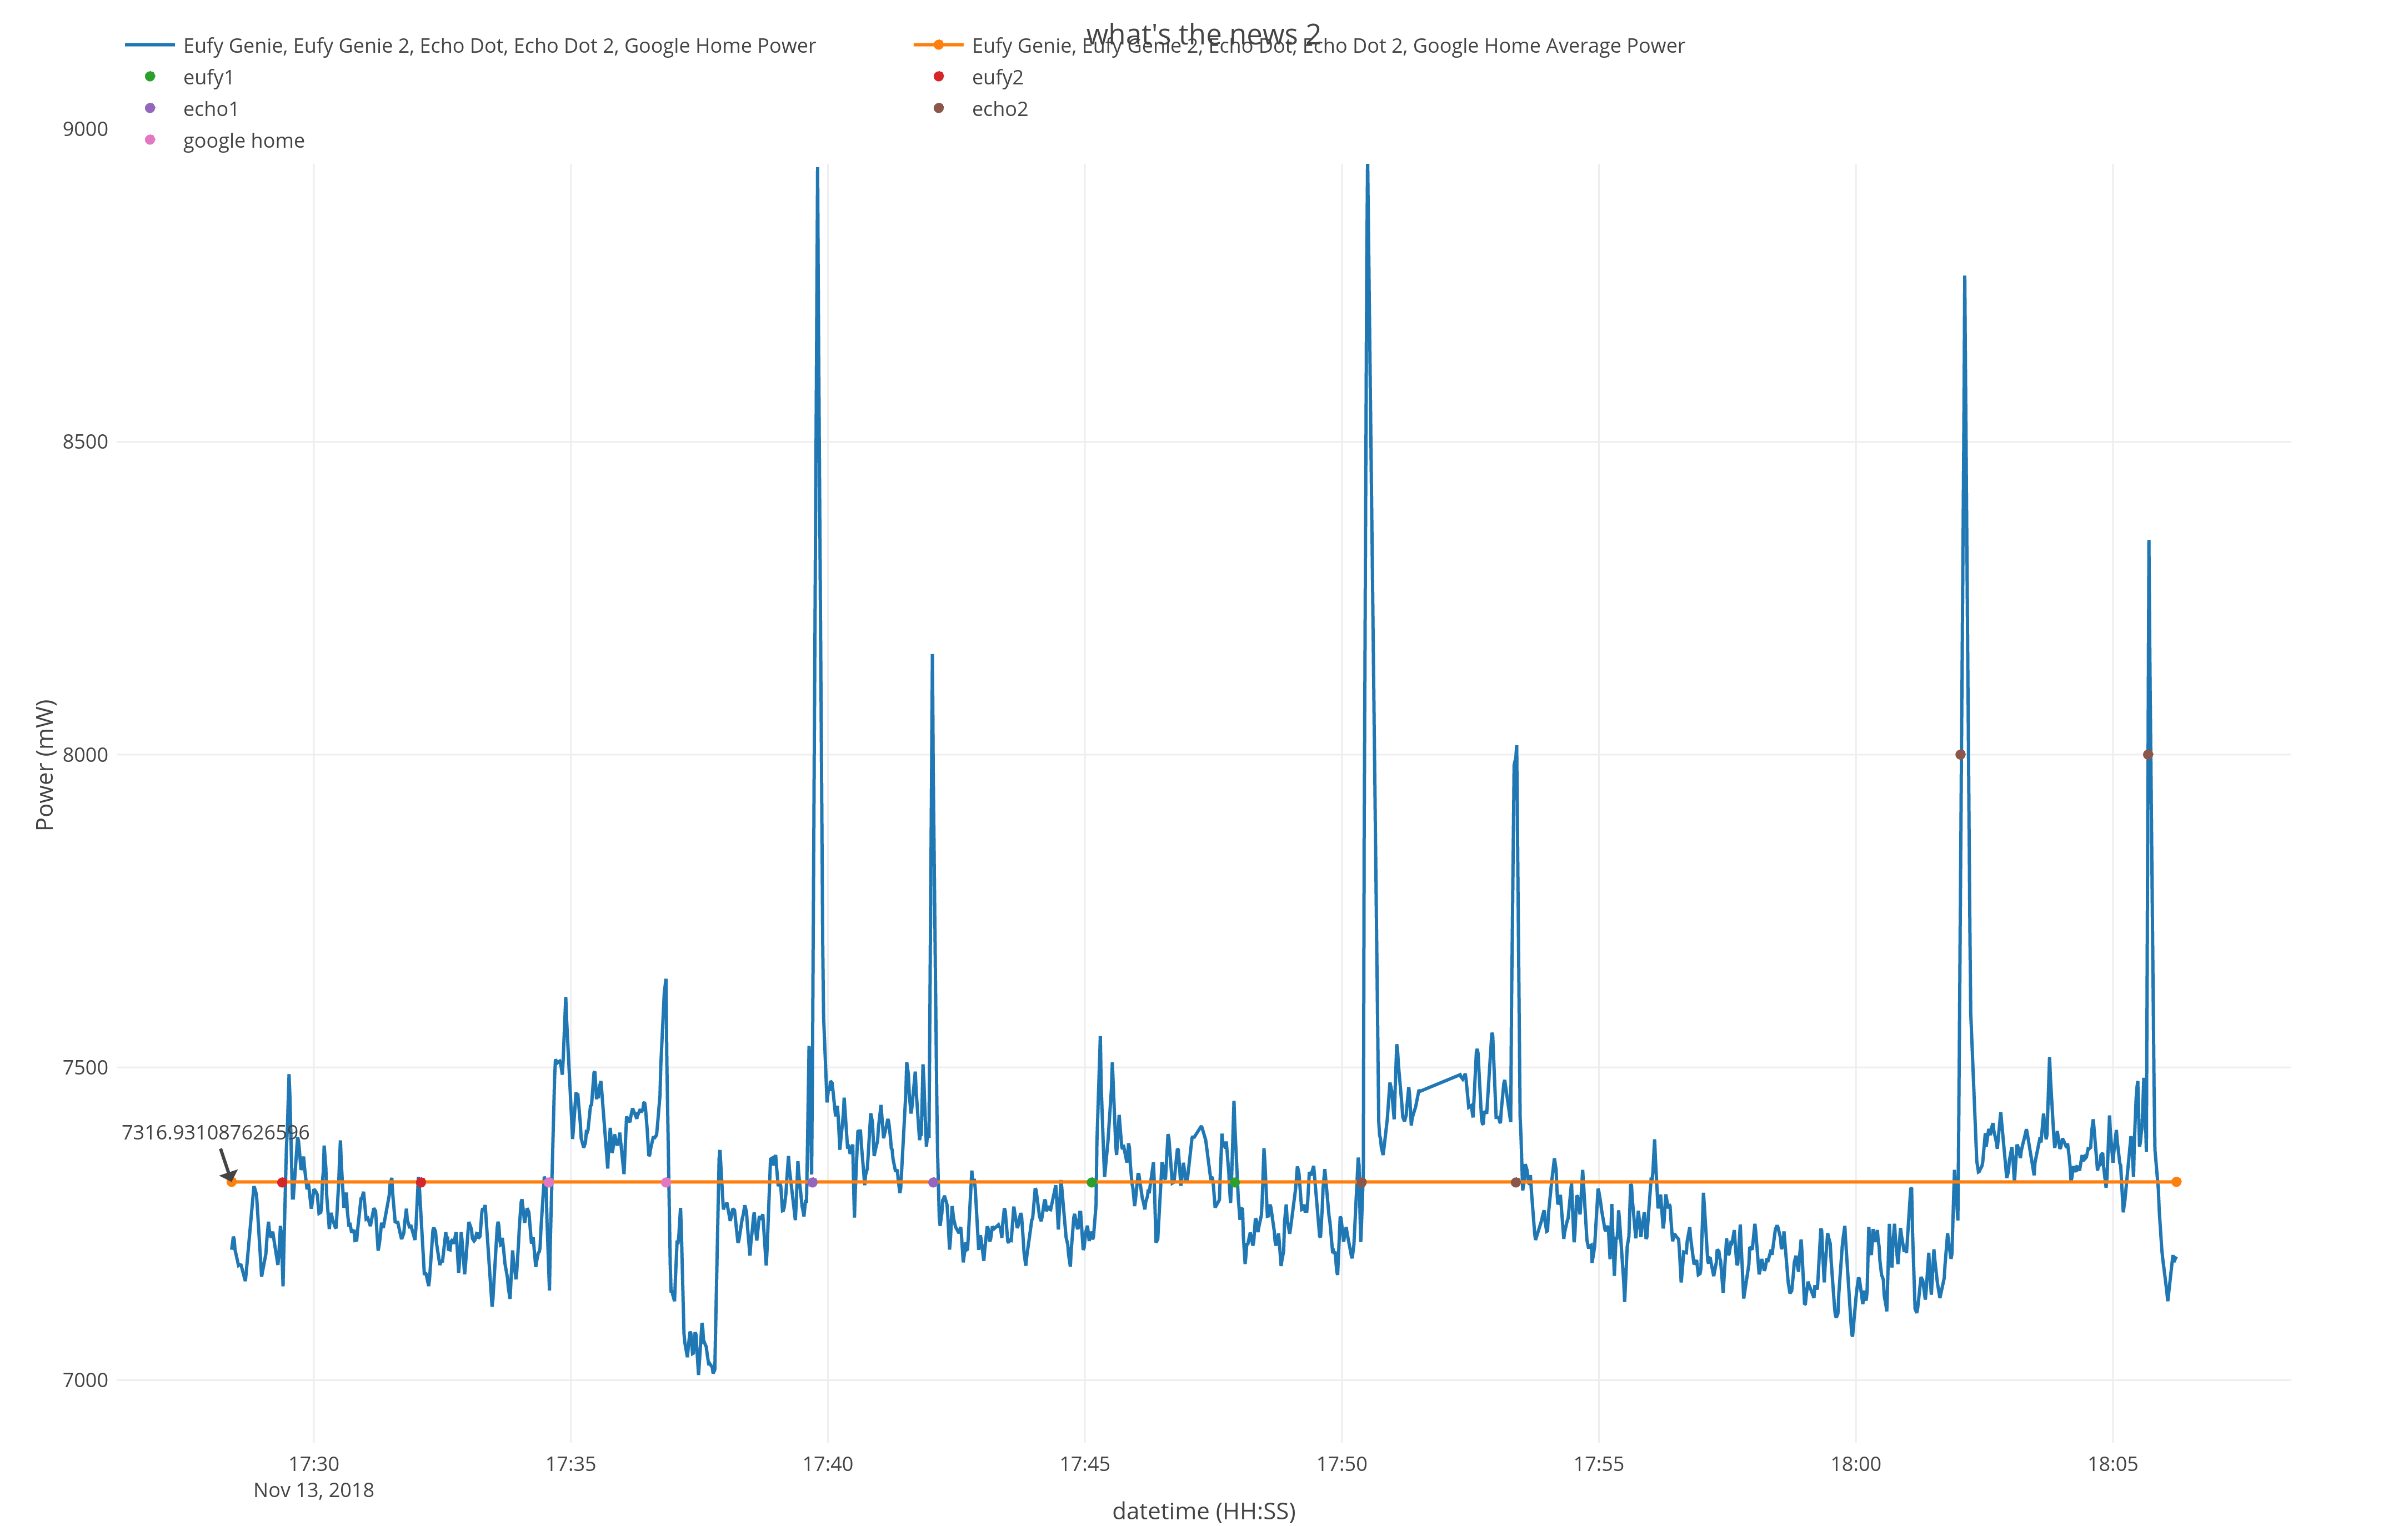 what's the news 2
Eufy Genie, Eufy Genie 2, Echo Dot, Echo Dot 2, Google Home Power
Eufy Genie, Eufy Genie 2, Echo Dot, Echo Dot 2, Google Home Average Power
eufy1
eufy2
echo1
echo2
google home
9000
8500
8000
7500
7000
Power (mW)
7316.931087626596
17:30
17:35
17:40
17:45
17:50
17:55
18:00
18:05
Nov 13, 2018
datetime (HH:SS)